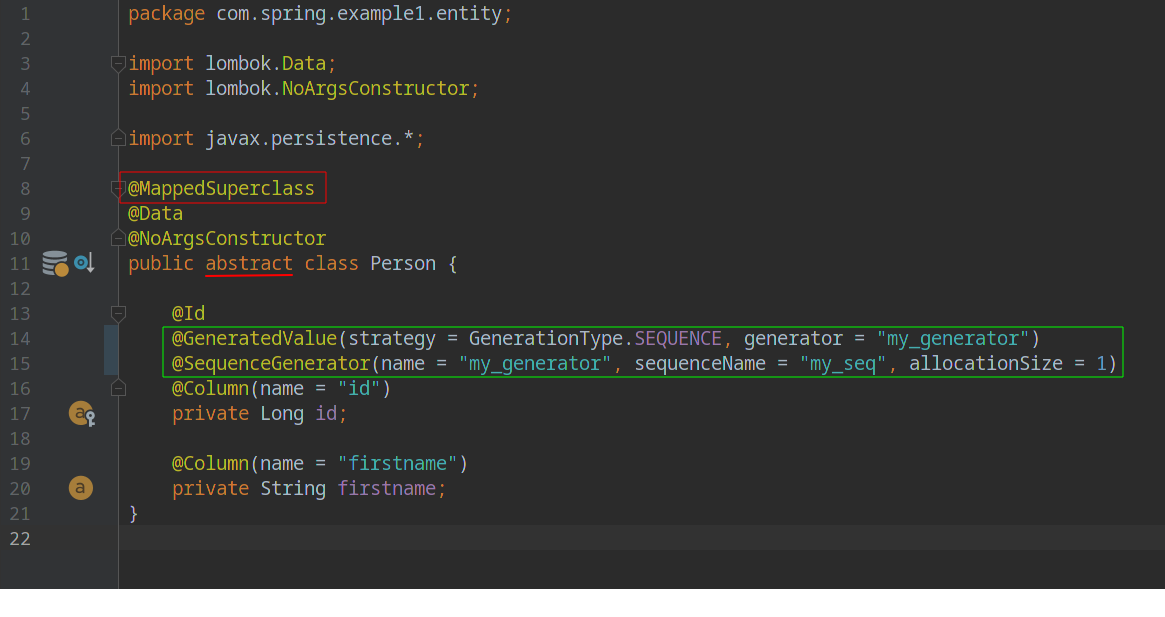 1 package com.spring.example1.entity;
2
3 import lombok.Data;
4 import lombok.NoArgsConstructor;
5
6 import javax.persistence.*;
7
8 @MappedSuperclass
9 @Data
10 @NoArgsConstructor
11 public abstract class Person {
12
13 @Id
14 @GeneratedValue(strategy = GenerationType.SEQUENCE, generator = "my_generator")
15 @SequenceGenerator(name = "my_generator", sequenceName = "my_seq", allocationSize = 1)
16 @Column(name = "id")
17 a private Long id;
18
19 @Column(name = "firstname")
20 a private String firstname;
21 }
22